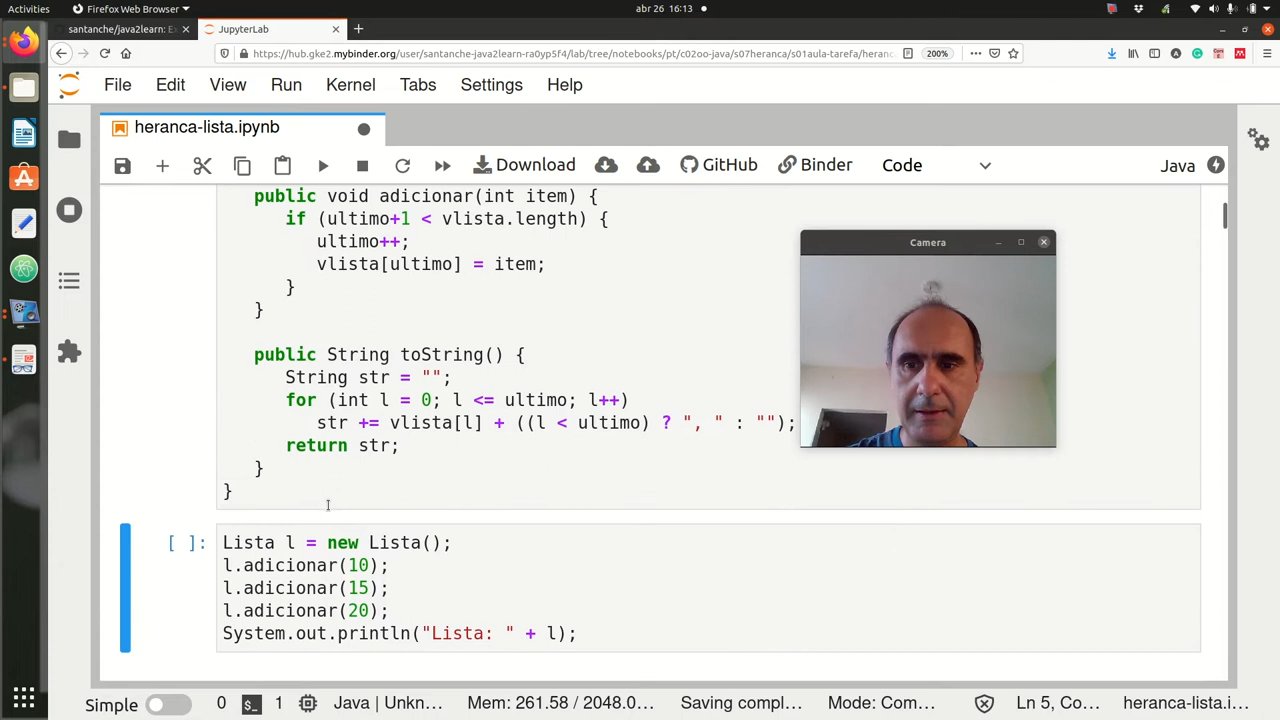 Activities
Firefox Web Browser
abr 26 16:13
santanche/java2learn: Ex
JupyterLab
https://hub.gke2.mybinder.org/user/santanche-java2learn-ra0yp5f4/lab/tree/notebooks/pt/c02oo-java/s07heranca/s01aula-tarefa/heranc
200%
File Edit View Run Kernel Tabs Settings Help
heranca-lista.ipynb
Download GitHub Binder Code Java
public void adicionar(int item) {
if (ultimo+1 < vlista.length) {
ultimo++;
vlista[ultimo] = item;
}
}
public String toString() {
String str = "";
for (int l = 0; l <= ultimo; l++)
str += vlista[l] + ((l < ultimo) ? ", " : "");
return str;
}
}
Camera
[ ]: Lista l = new Lista();
l.adicionar(10);
l.adicionar(15);
l.adicionar(20);
System.out.println("Lista: " + l);
Simple 0 $_ 1 Java | Unkn... Mem: 261.58 / 2048.0... Saving compl... Mode: Com... Ln 5, Co... heranca-lista.i...